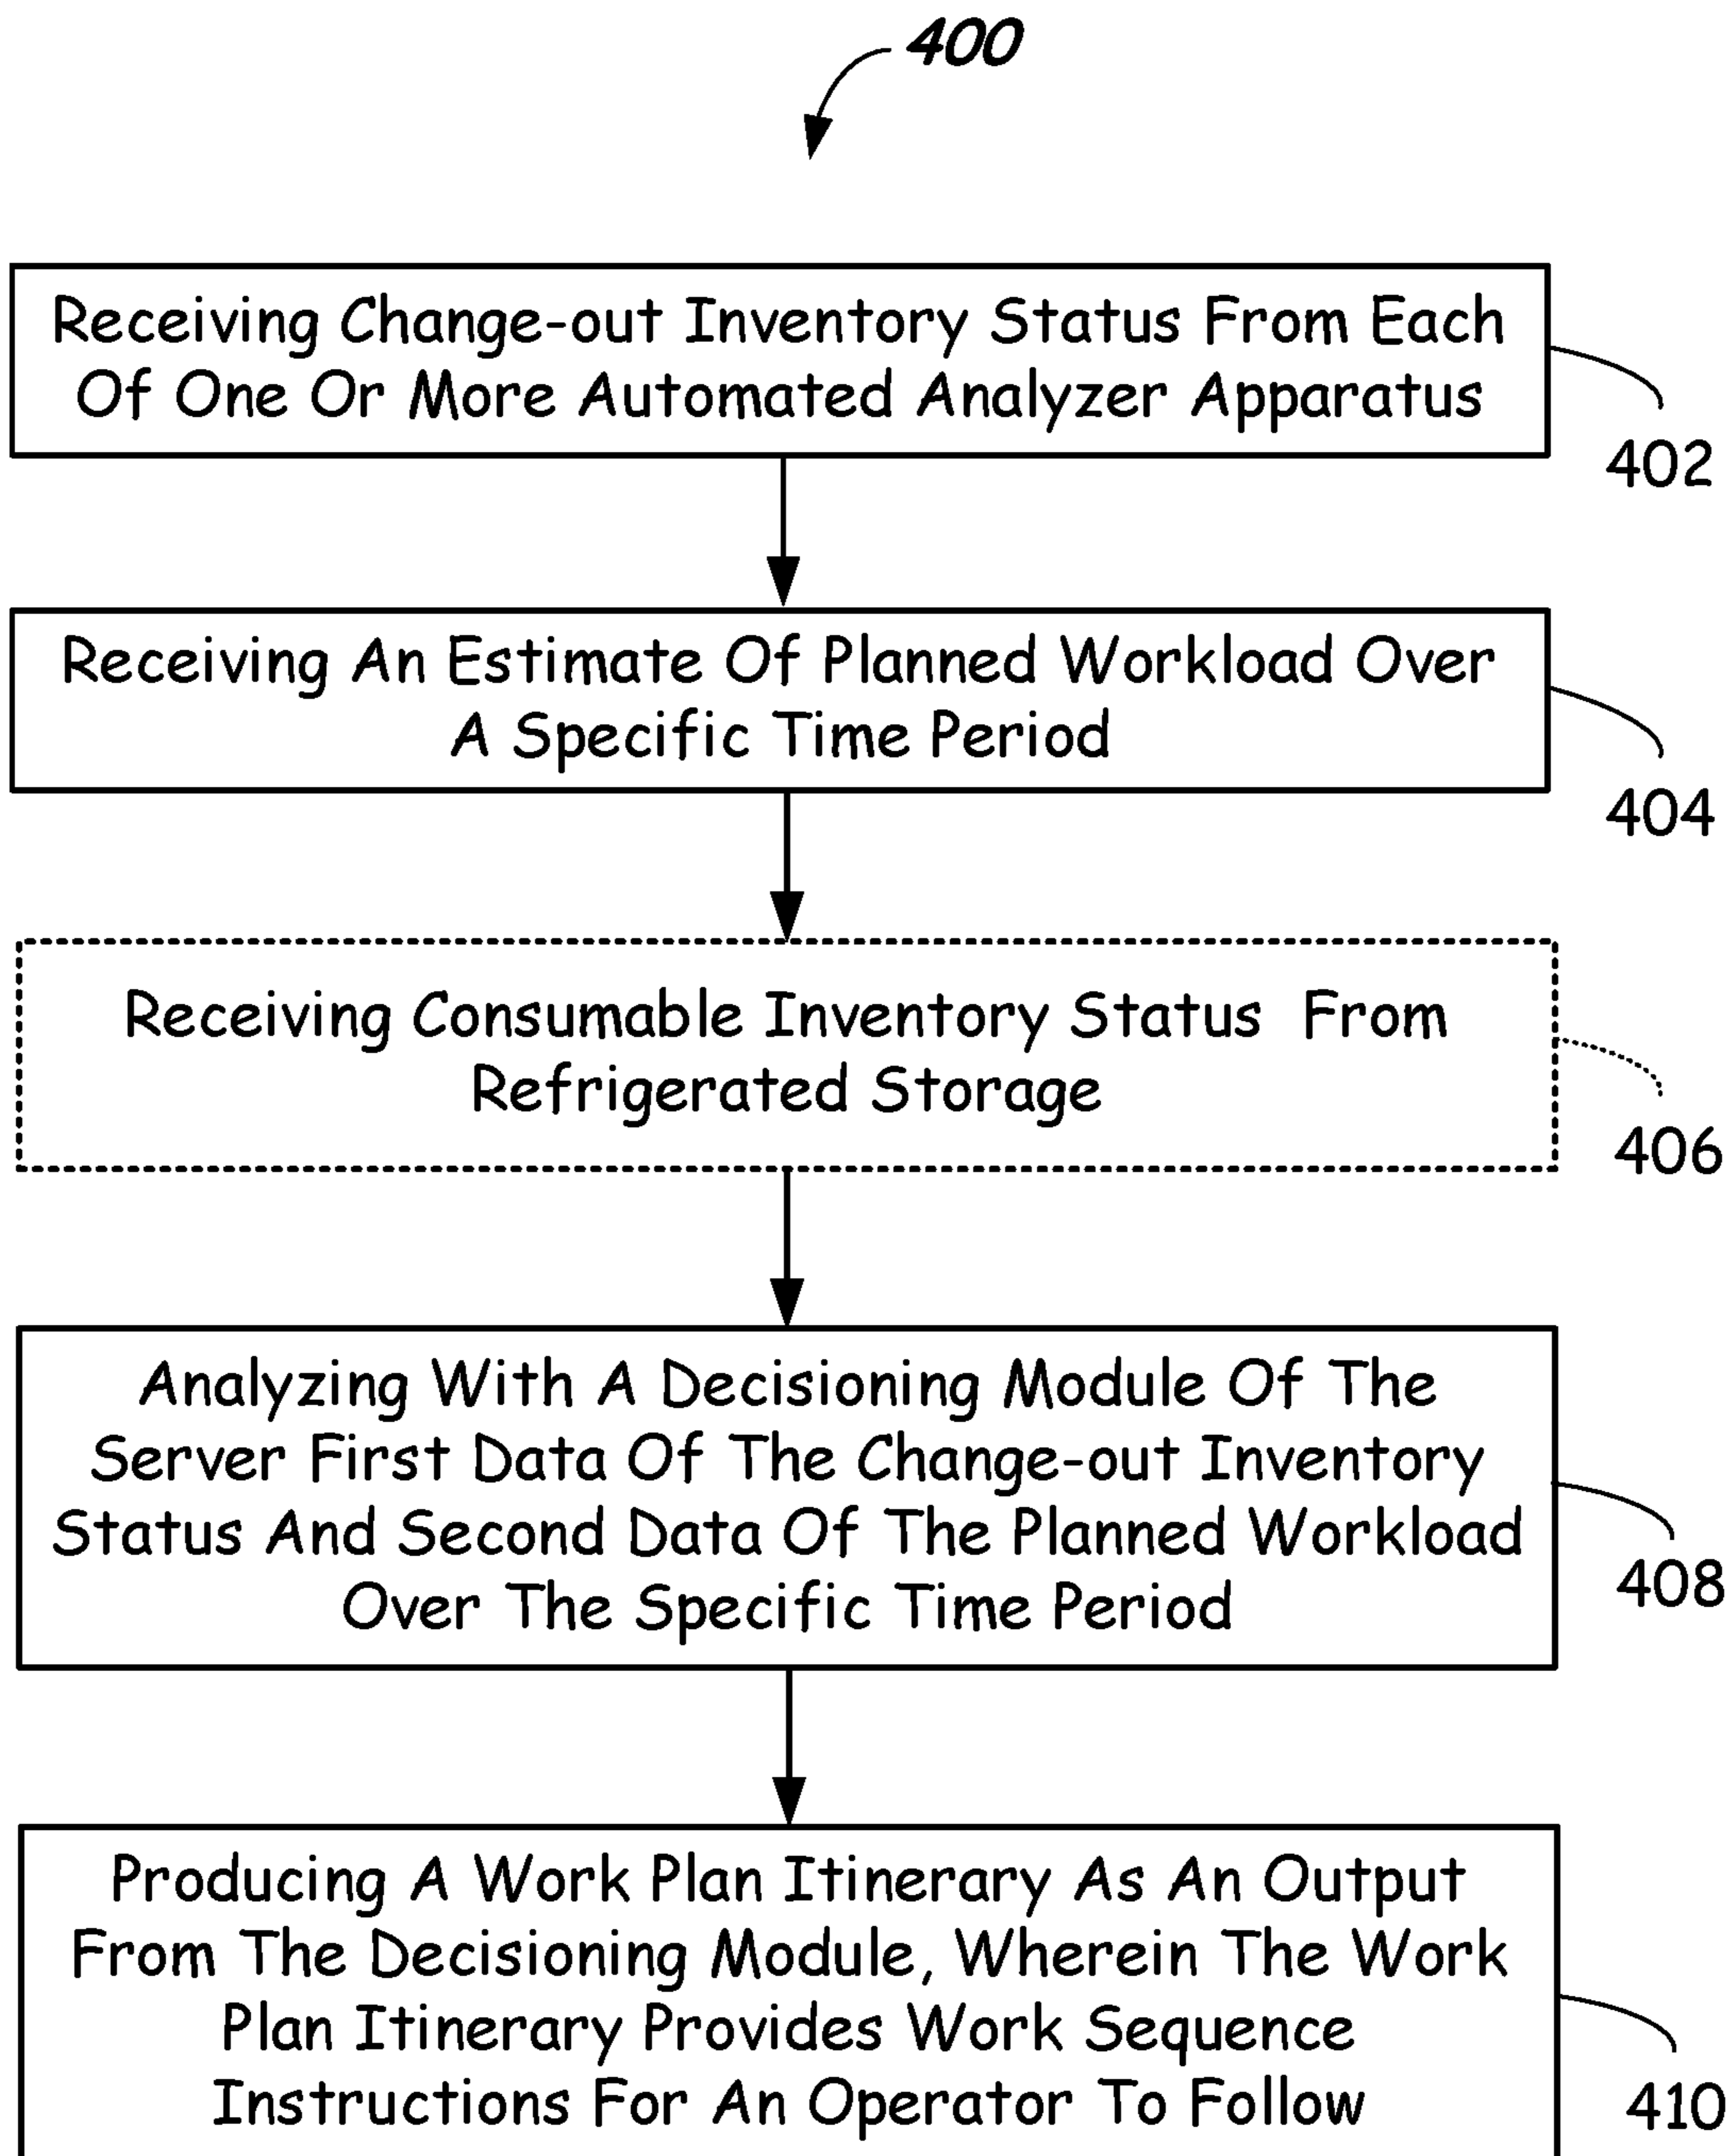 400
Receiving Change-out Inventory Status From Each
Of One Or More Automated Analyzer Apparatus
402
Receiving An Estimate Of Planned Workload Over
A Specific Time Period
404
Receiving Consumable Inventory Status From
Refrigerated Storage
406
Analyzing With A Decisioning Module Of The
Server First Data Of The Change-out Inventory
Status And Second Data Of The Planned Workload
Over The Specific Time Period
408
Producing A Work Plan Itinerary As An Output
From The Decisioning Module, Wherein The Work
Plan Itinerary Provides Work Sequence
Instructions For An Operator To Follow
410